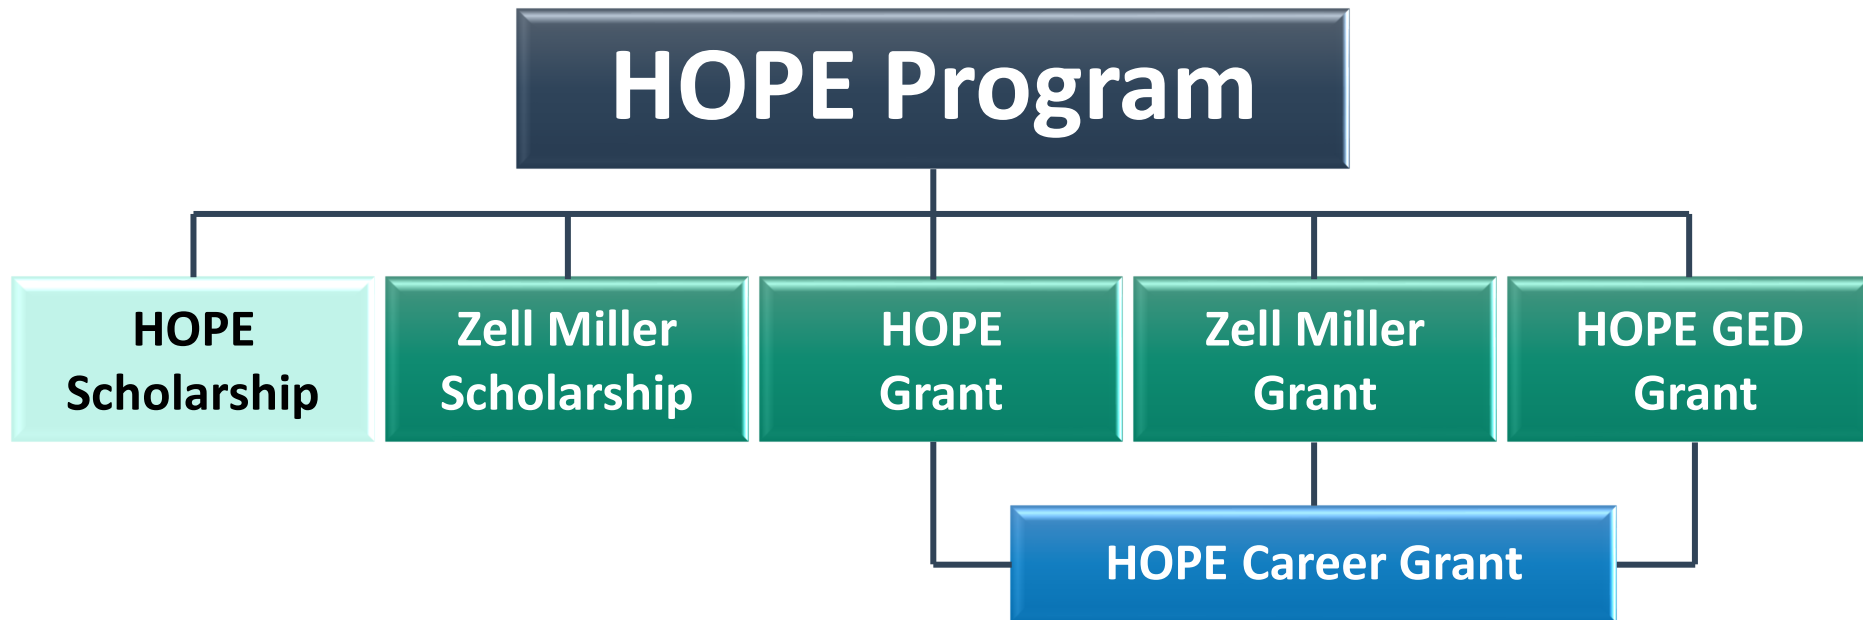 HOPE Program
HOPE
Scholarship
Zell Miller
Scholarship
HOPE
Grant
Zell Miller
Grant
HOPE GED
Grant
HOPE Career Grant